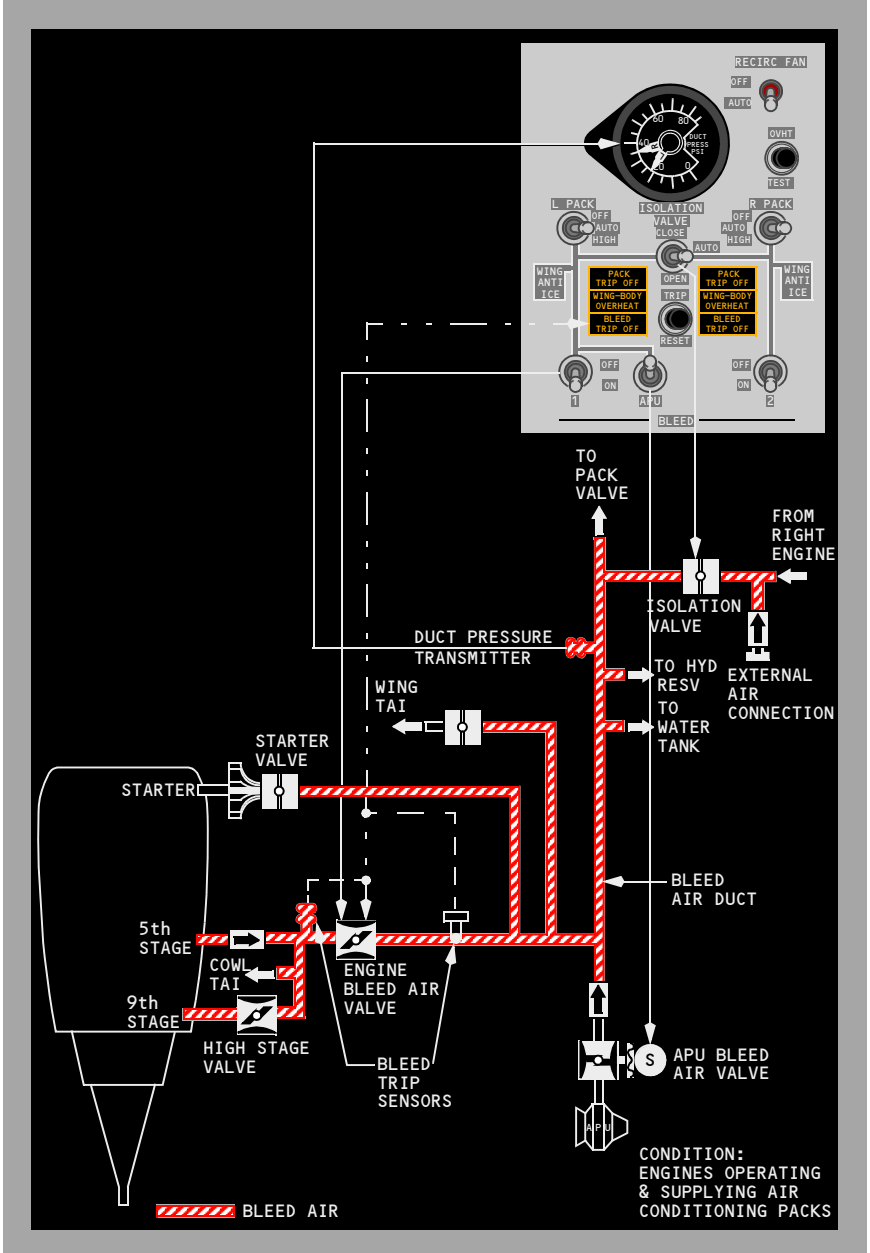 RECIRC FAN
OFF
AUTO
60
80
40
20
0
DUCT
PRESS
PSI
OVHT
TEST
L PACK
OFF
AUTO
HIGH
ISOLATION
VALVE
CLOSE
AUTO
OPEN
R PACK
OFF
AUTO
HIGH
WING
ANTI
ICE
PACK
TRIP OFF
WING-BODY
OVERHEAT
BLEED
TRIP OFF
TRIP
RESET
PACK
TRIP OFF
WING-BODY
OVERHEAT
BLEED
TRIP OFF
WING
ANTI
ICE
OFF
ON
1
APU
OFF
ON
2
BLEED
TO
PACK
VALVE
FROM
RIGHT
ENGINE
ISOLATION
VALVE
DUCT PRESSURE
TRANSMITTER
TO HYD
RESV
EXTERNAL
AIR
CONNECTION
WING
TAI
TO
WATER
TANK
STARTER
VALVE
STARTER
BLEED
AIR DUCT
5th
STAGE
COWL
TAI
ENGINE
BLEED AIR
VALVE
9th
STAGE
HIGH STAGE
VALVE
BLEED
TRIP
SENSORS
S
APU BLEED
AIR VALVE
APU
CONDITION:
ENGINES OPERATING
& SUPPLYING AIR
CONDITIONING PACKS
BLEED AIR